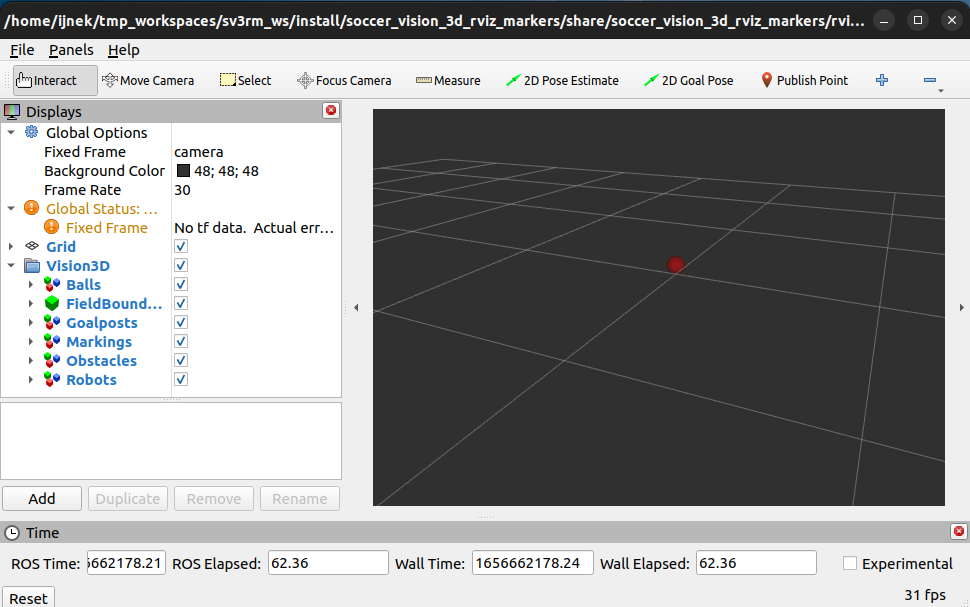 /home/ijnek/tmp_workspaces/sv3rm_ws/install/soccer_vision_3d_rviz_markers/share/soccer_vision_3d_rviz_markers/rvi...
File Panels Help
Interact Move Camera Select Focus Camera Measure 2D Pose Estimate 2D Goal Pose Publish Point
Displays
Global Options
Fixed Frame camera
Background Color 48; 48; 48
Frame Rate 30
Global Status: ...
Fixed Frame No tf data.  Actual err...
Grid
Vision3D
Balls
FieldBound...
Goalposts
Markings
Obstacles
Robots
Add Duplicate Remove Rename
Time
ROS Time: 6662178.21 ROS Elapsed: 62.36 Wall Time: 1656662178.24 Wall Elapsed: 62.36 Experimental
Reset 31 fps